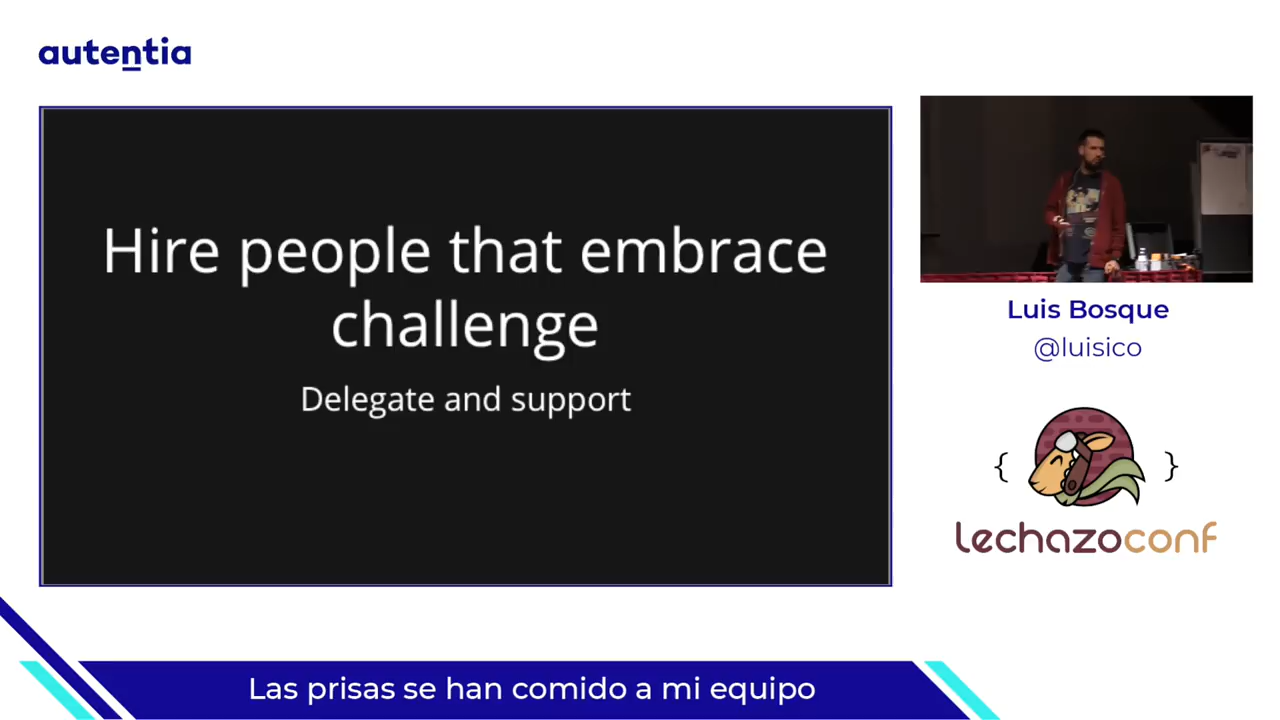 autentia
Hire people that embrace
challenge
Delegate and support
Luis Bosque
@luisico
{ }
lechazoconf
Las prisas se han comido a mi equipo